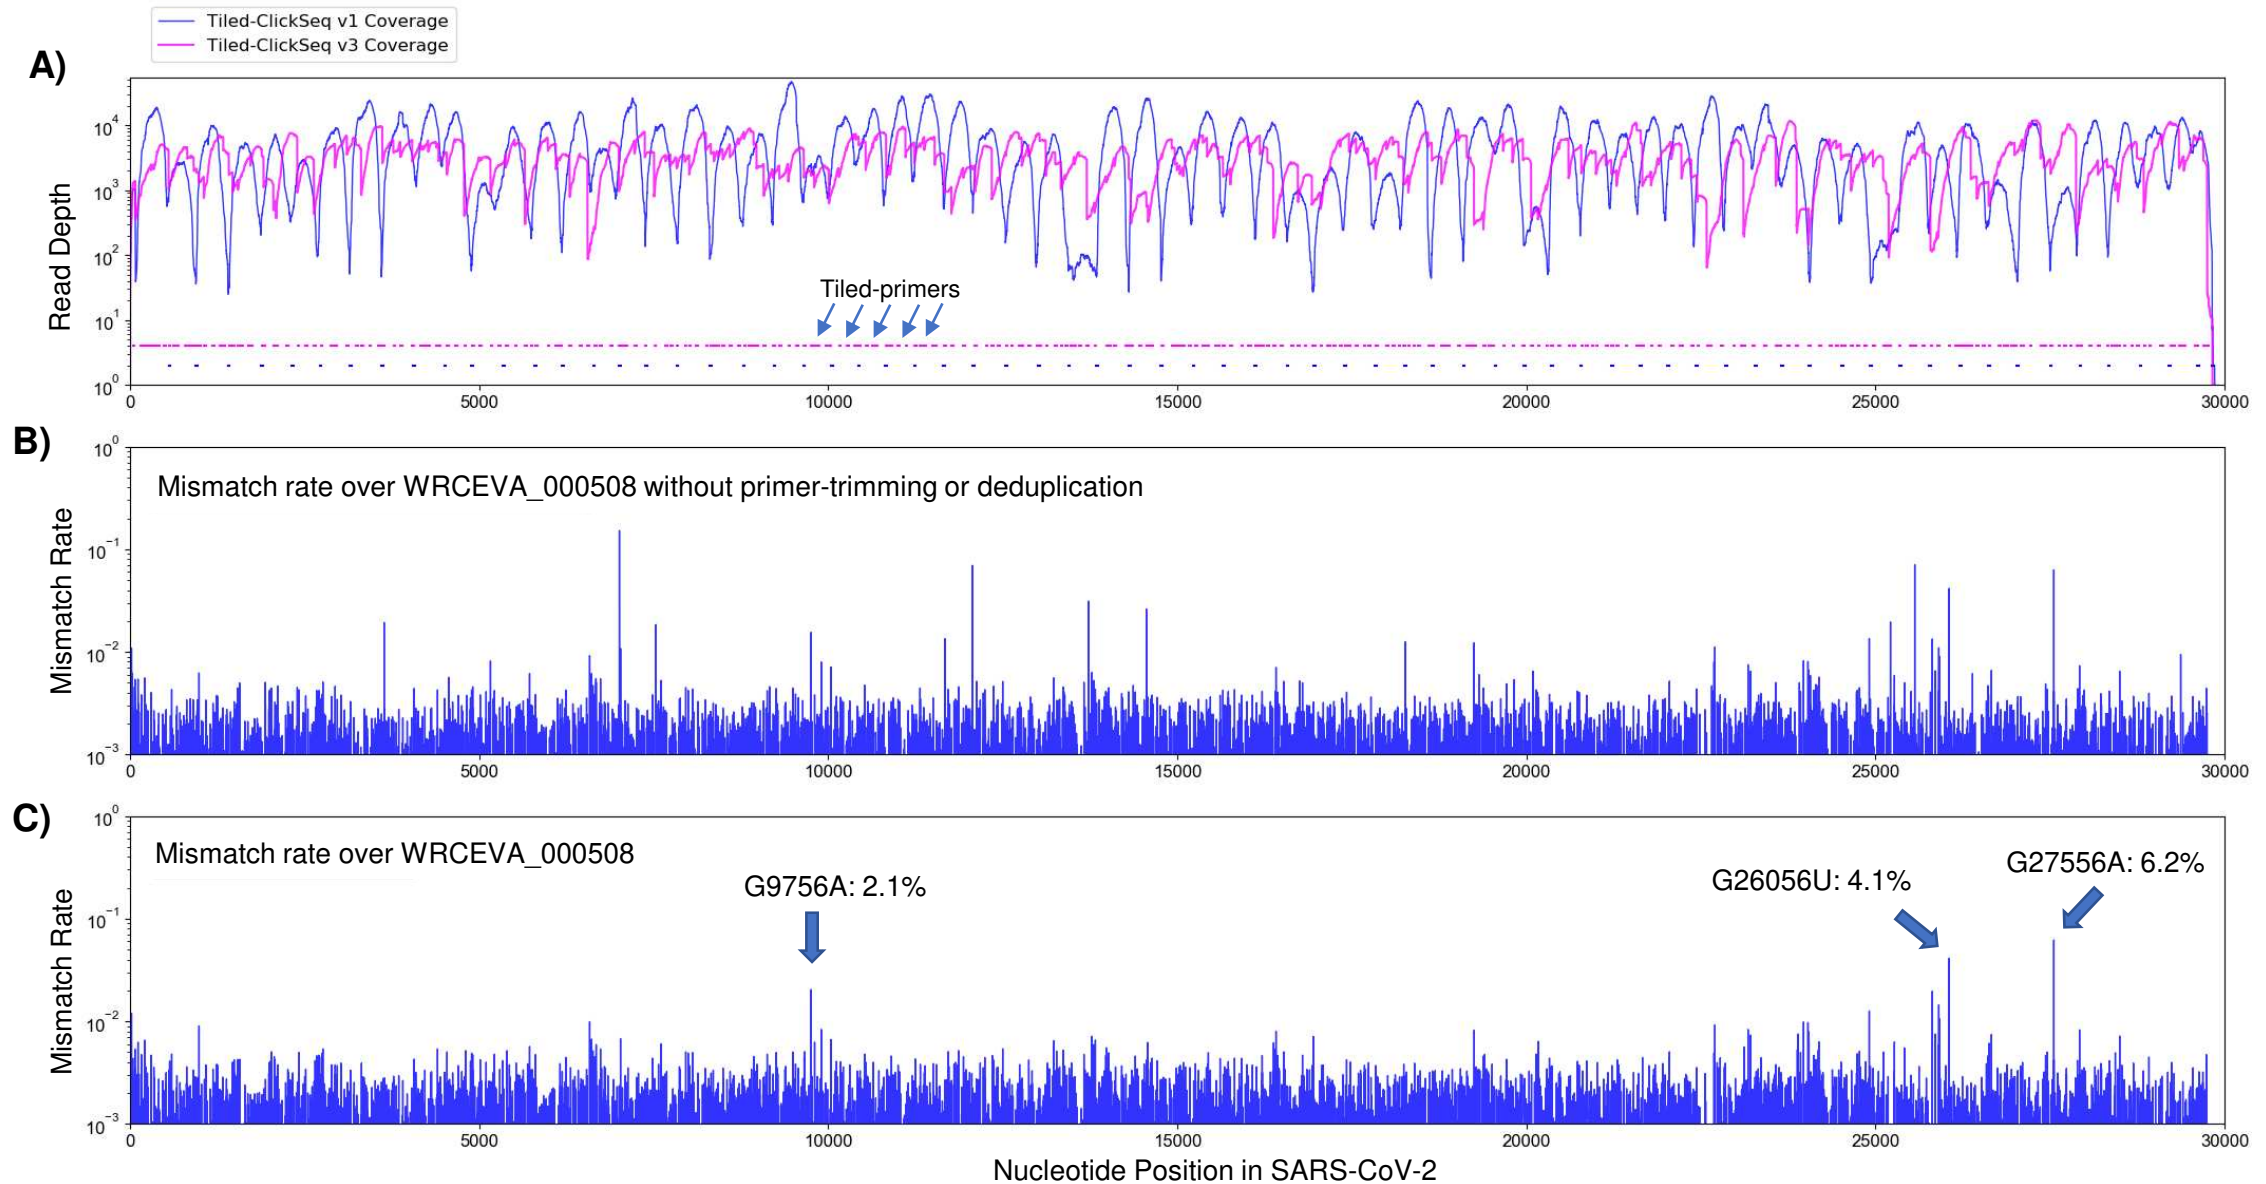 Tiled-ClickSeq v1 Coverage
Tiled-ClickSeq v3 Coverage
A)
Read Depth
10^4
10^3
10^2
10^1
10^0
Tiled-primers
0 5000 10000 15000 20000 25000 30000
B)
Mismatch Rate
10^0
10^-1
10^-2
10^-3
Mismatch rate over WRCEVA_000508 without primer-trimming or deduplication
0 5000 10000 15000 20000 25000 30000
C)
Mismatch Rate
10^0
10^-1
10^-2
10^-3
Mismatch rate over WRCEVA_000508
G9756A: 2.1%
G26056U: 4.1%
G27556A: 6.2%
0 5000 10000 15000 20000 25000 30000
Nucleotide Position in SARS-CoV-2